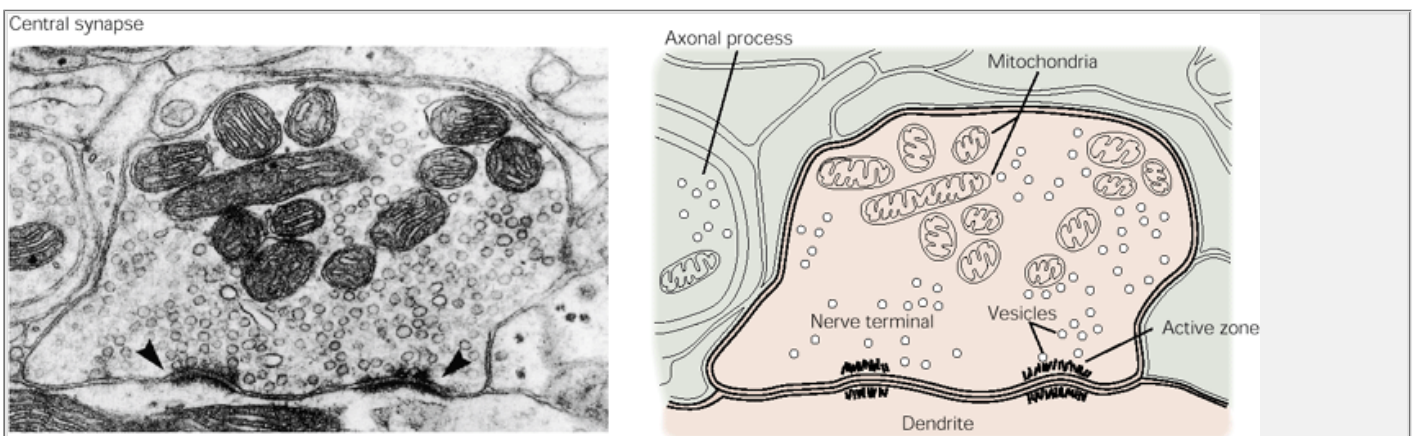 Central synapse
Axonal process
Mitochondria
Nerve terminal
Vesicles
Active zone
Dendrite